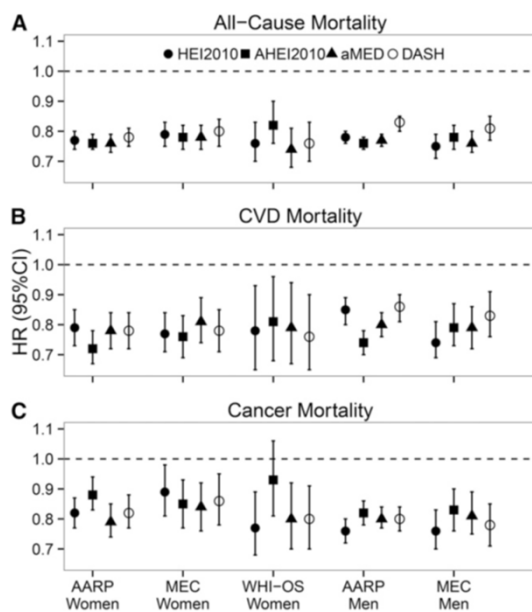 A All−Cause Mortality
1.1
● HEI2010 ■ AHEI2010 ▲ aMED ○ DASH
1.0
0.9
0.8
0.7
B CVD Mortality
1.1
1.0
0.9
0.8
0.7
HR (95%CI)
C Cancer Mortality
1.1
1.0
0.9
0.8
0.7
AARP MEC WHI−OS AARP MEC
Women Women Women Men Men